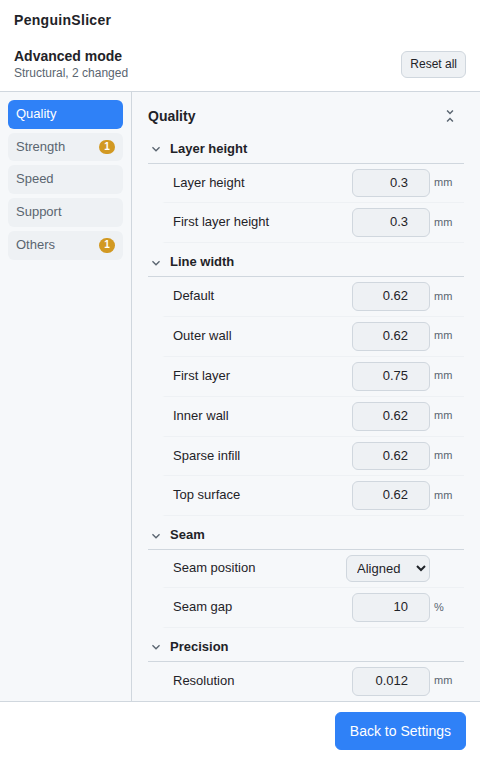 PenguinSlicer
Advanced mode
Structural, 2 changed
Reset all
Quality
Strength 1
Speed
Support
Others 1
Quality
Layer height
Layer height 0.3 mm
First layer height 0.3 mm
Line width
Default 0.62 mm
Outer wall 0.62 mm
First layer 0.75 mm
Inner wall 0.62 mm
Sparse infill 0.62 mm
Top surface 0.62 mm
Seam
Seam position Aligned
Seam gap 10 %
Precision
Resolution 0.012 mm
Back to Settings